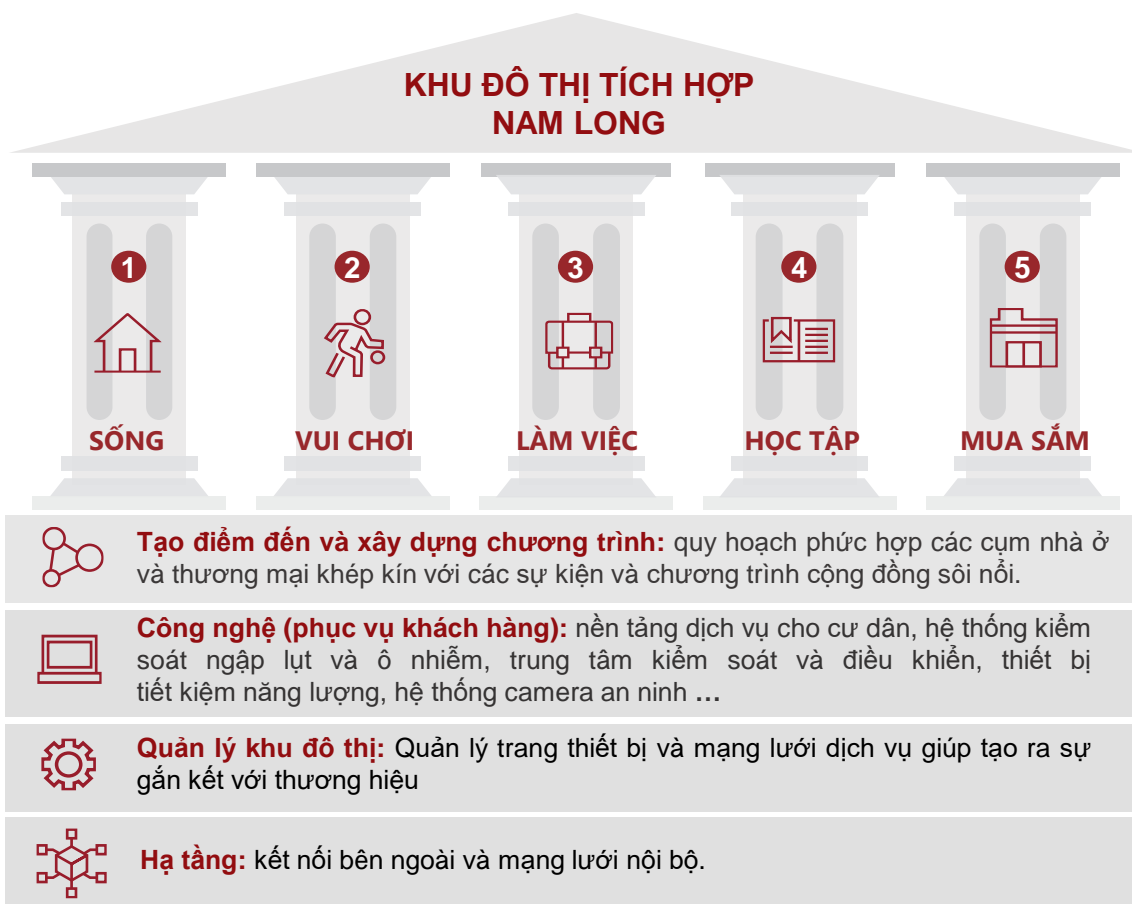 KHU ĐÔ THỊ TÍCH HỢP
NAM LONG
1
2
3
4
5
SỐNG
VUI CHƠI
LÀM VIỆC
HỌC TẬP
MUA SẮM
Tạo điểm đến và xây dựng chương trình: quy hoạch phức hợp các cụm nhà ở
và thương mại khép kín với các sự kiện và chương trình cộng đồng sôi nổi.
Công nghệ (phục vụ khách hàng): nền tảng dịch vụ cho cư dân, hệ thống kiểm
soát ngập lụt và ô nhiễm, trung tâm kiểm soát và điều khiển, thiết bị
tiết kiệm năng lượng, hệ thống camera an ninh ...
Quản lý khu đô thị: Quản lý trang thiết bị và mạng lưới dịch vụ giúp tạo ra sự
gắn kết với thương hiệu
Hạ tầng: kết nối bên ngoài và mạng lưới nội bộ.